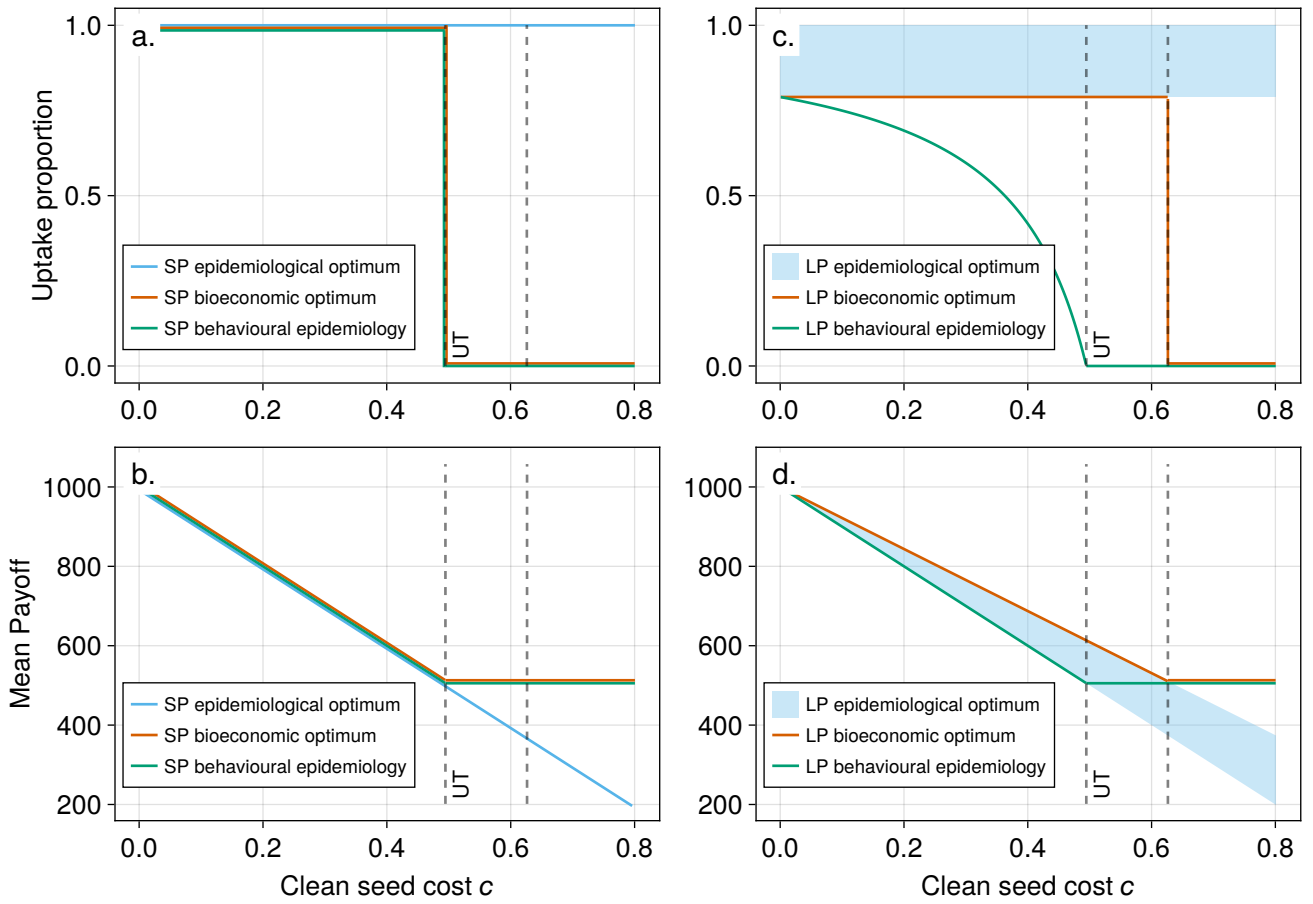 a.
1.0
0.5
0.0
Uptake proportion
SP epidemiological optimum
SP bioeconomic optimum
SP behavioural epidemiology
UT
0.0 0.2 0.4 0.6 0.8
c.
1.0
0.5
0.0
LP epidemiological optimum
LP bioeconomic optimum
LP behavioural epidemiology
UT
0.0 0.2 0.4 0.6 0.8
b.
1000
800
600
400
200
Mean Payoff
SP epidemiological optimum
SP bioeconomic optimum
SP behavioural epidemiology
UT
0.0 0.2 0.4 0.6 0.8
Clean seed cost c
d.
1000
800
600
400
200
LP epidemiological optimum
LP bioeconomic optimum
LP behavioural epidemiology
UT
0.0 0.2 0.4 0.6 0.8
Clean seed cost c